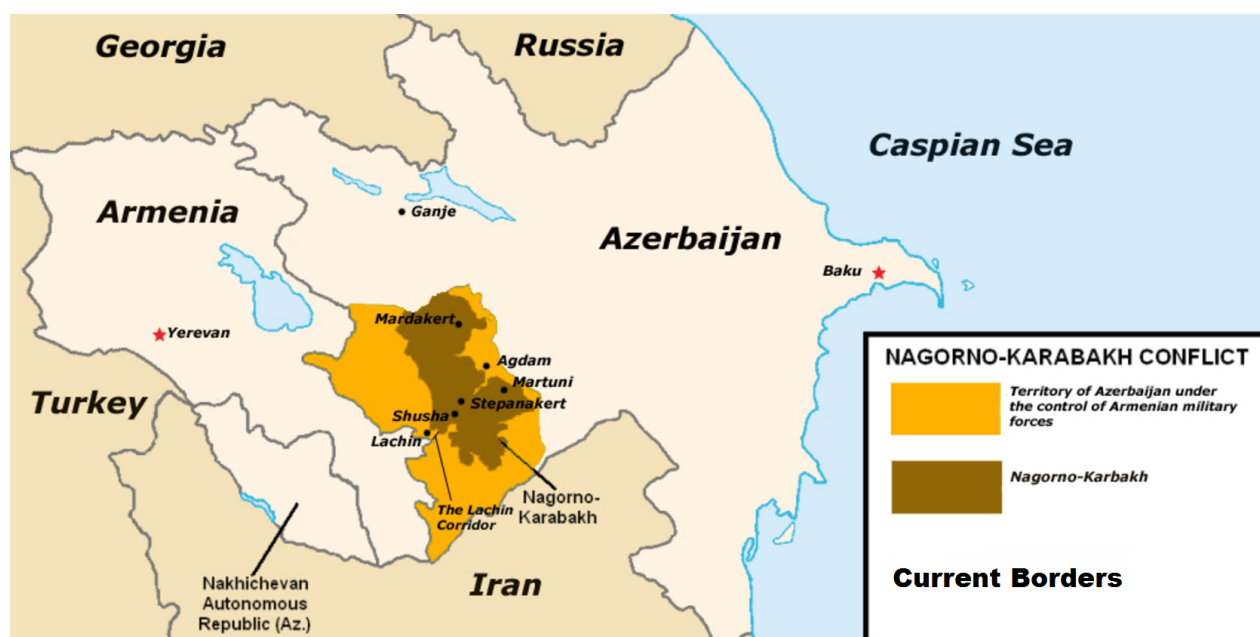 Georgia
Russia
Caspian Sea
Armenia
Ganje
Azerbaijan
Baku
Yerevan
Mardakert
Agdam
Martuni
Turkey
Stepanakert
Shusha
Lachin
Nagorno-
Karabakh
The Lachin
Corridor
Iran
Nakhichevan
Autonomous
Republic (Az.)
NAGORNO-KARABAKH CONFLICT
Territory of Azerbaijan under
the control of Armenian military
forces
Nagorno-Karbakh
Current Borders